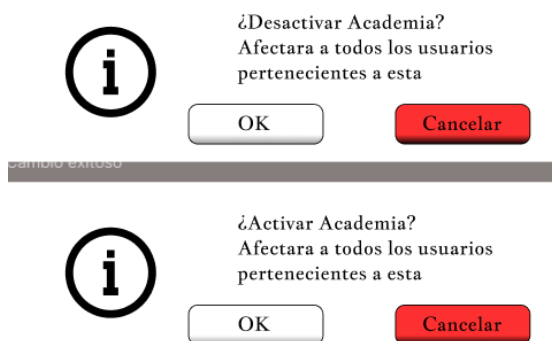 ¿Desactivar Academia?
Afectara a todos los usuarios
pertenecientes a esta
OK Cancelar
Cambio exitoso
¿Activar Academia?
Afectara a todos los usuarios
pertenecientes a esta
OK Cancelar